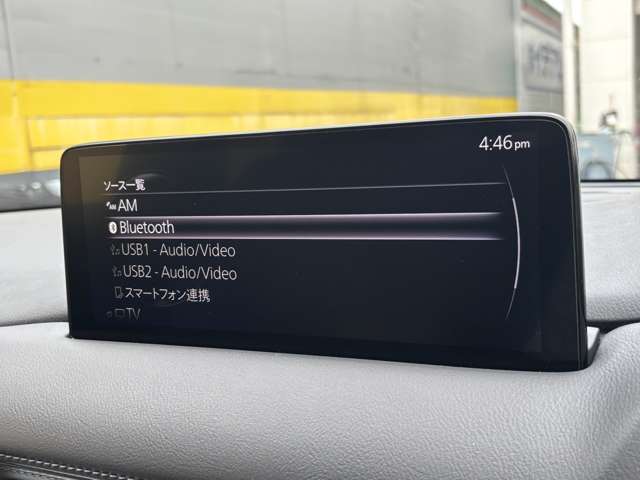 4:46 pm
ソース一覧
AM
Bluetooth
USB1 - Audio/Video
USB2 - Audio/Video
スマートフォン連携
TV